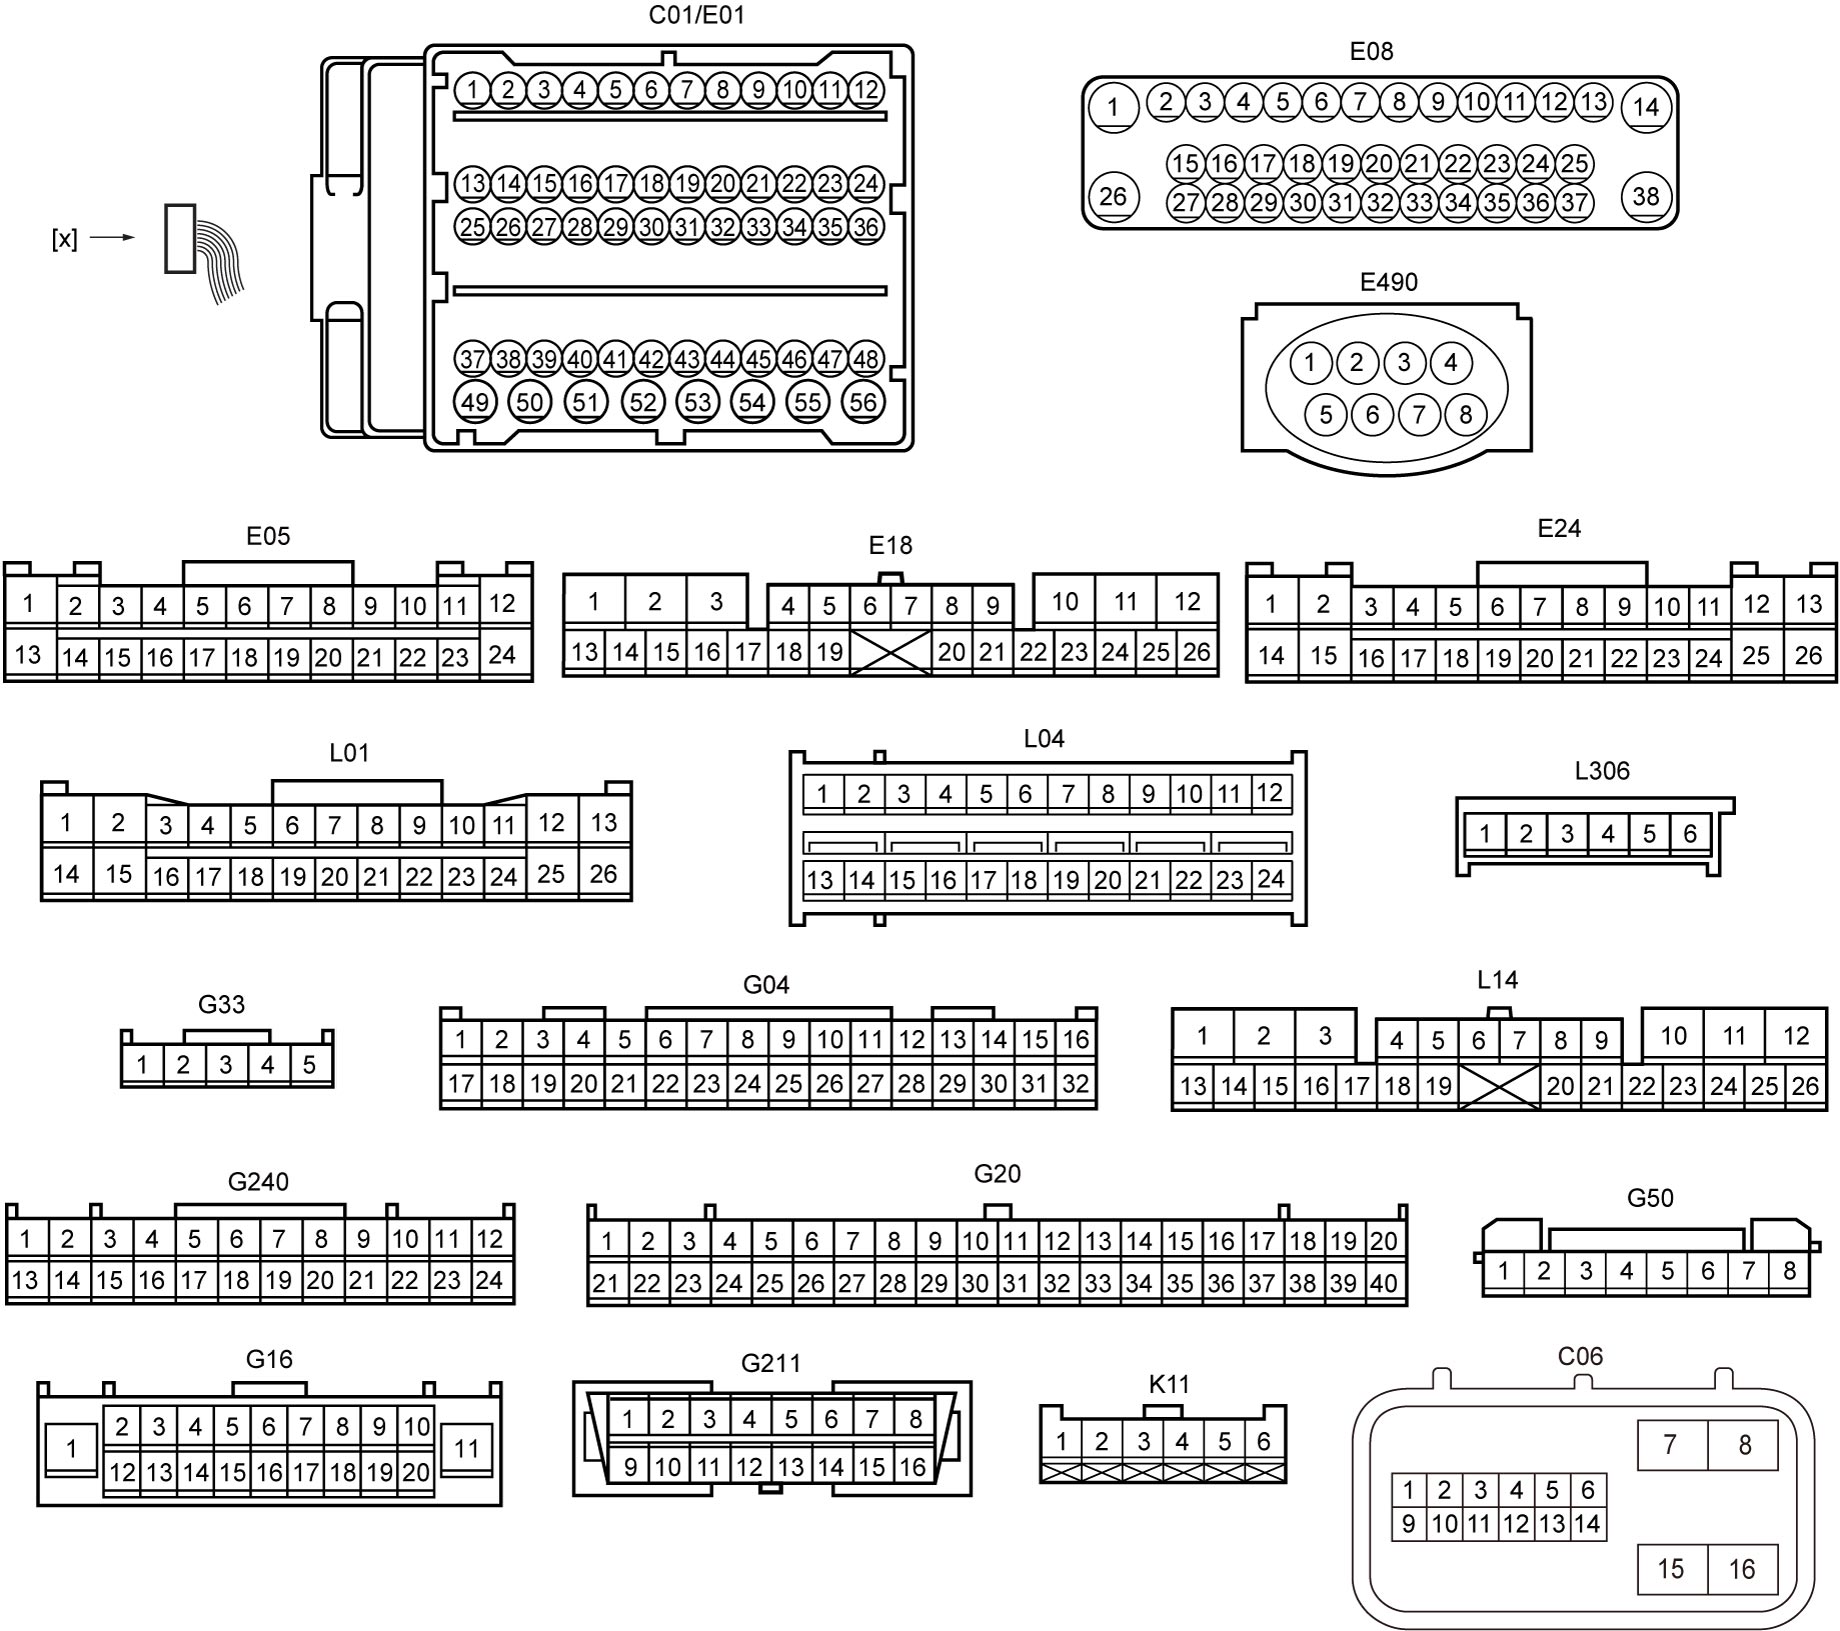 C01/E01
1 2 3 4 5 6 7 8 9 10 11 12
13 14 15 16 17 18 19 20 21 22 23 24
25 26 27 28 29 30 31 32 33 34 35 36
37 38 39 40 41 42 43 44 45 46 47 48
49 50 51 52 53 54 55 56
[x]
E08
1 2 3 4 5 6 7 8 9 10 11 12 13 14
15 16 17 18 19 20 21 22 23 24 25
26 27 28 29 30 31 32 33 34 35 36 37 38
E490
1 2 3 4
5 6 7 8
E05
1 2 3 4 5 6 7 8 9 10 11 12
13 14 15 16 17 18 19 20 21 22 23 24
E18
1 2 3 4 5 6 7 8 9 10 11 12
13 14 15 16 17 18 19 20 21 22 23 24 25 26
E24
1 2 3 4 5 6 7 8 9 10 11 12 13
14 15 16 17 18 19 20 21 22 23 24 25 26
L01
1 2 3 4 5 6 7 8 9 10 11 12 13
14 15 16 17 18 19 20 21 22 23 24 25 26
L04
1 2 3 4 5 6 7 8 9 10 11 12
13 14 15 16 17 18 19 20 21 22 23 24
L306
1 2 3 4 5 6
G33
1 2 3 4 5
G04
1 2 3 4 5 6 7 8 9 10 11 12 13 14 15 16
17 18 19 20 21 22 23 24 25 26 27 28 29 30 31 32
L14
1 2 3 4 5 6 7 8 9 10 11 12
13 14 15 16 17 18 19 20 21 22 23 24 25 26
G240
1 2 3 4 5 6 7 8 9 10 11 12
13 14 15 16 17 18 19 20 21 22 23 24
G20
1 2 3 4 5 6 7 8 9 10 11 12 13 14 15 16 17 18 19 20
21 22 23 24 25 26 27 28 29 30 31 32 33 34 35 36 37 38 39 40
G50
1 2 3 4 5 6 7 8
G16
1 2 3 4 5 6 7 8 9 10 11
12 13 14 15 16 17 18 19 20
G211
1 2 3 4 5 6 7 8
9 10 11 12 13 14 15 16
K11
1 2 3 4 5 6
C06
7 8
1 2 3 4 5 6
9 10 11 12 13 14
15 16